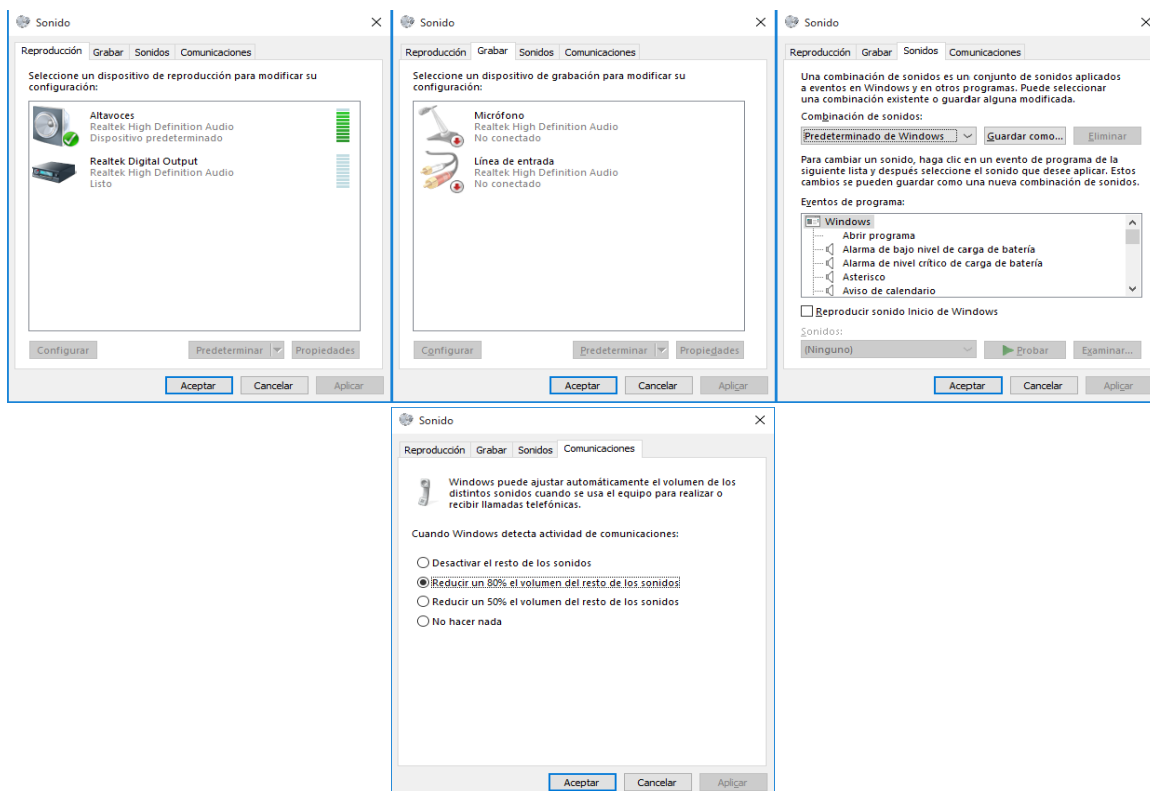 Sonido
Reproducción Grabar Sonidos Comunicaciones
Seleccione un dispositivo de reproducción para modificar su
configuración:
Altavoces
Realtek High Definition Audio
Dispositivo predeterminado
Realtek Digital Output
Realtek High Definition Audio
Listo
Configurar Predeterminar Propiedades
Aceptar Cancelar Aplicar
Sonido
Reproducción Grabar Sonidos Comunicaciones
Seleccione un dispositivo de grabación para modificar su
configuración:
Micrófono
Realtek High Definition Audio
No conectado
Línea de entrada
Realtek High Definition Audio
No conectado
Configurar Predeterminar Propiedades
Aceptar Cancelar Aplicar
Sonido
Reproducción Grabar Sonidos Comunicaciones
Una combinación de sonidos es un conjunto de sonidos aplicados
a eventos en Windows y en otros programas. Puede seleccionar
una combinación existente o guardar alguna modificada.
Combinación de sonidos:
Predeterminado de Windows Guardar como... Eliminar
Para cambiar un sonido, haga clic en un evento de programa de la
siguiente lista y después seleccione el sonido que desee aplicar. Estos
cambios se pueden guardar como una nueva combinación de sonidos.
Eventos de programa:
Windows
Abrir programa
Alarma de bajo nivel de carga de batería
Alarma de nivel crítico de carga de batería
Asterisco
Aviso de calendario
Reproducir sonido Inicio de Windows
Sonidos:
(Ninguno) Probar Examinar...
Aceptar Cancelar Aplicar
Sonido
Reproducción Grabar Sonidos Comunicaciones
Windows puede ajustar automáticamente el volumen de los
distintos sonidos cuando se usa el equipo para realizar o
recibir llamadas telefónicas.
Cuando Windows detecta actividad de comunicaciones:
Desactivar el resto de los sonidos
Reducir un 80% el volumen del resto de los sonidos
Reducir un 50% el volumen del resto de los sonidos
No hacer nada
Aceptar Cancelar Aplicar